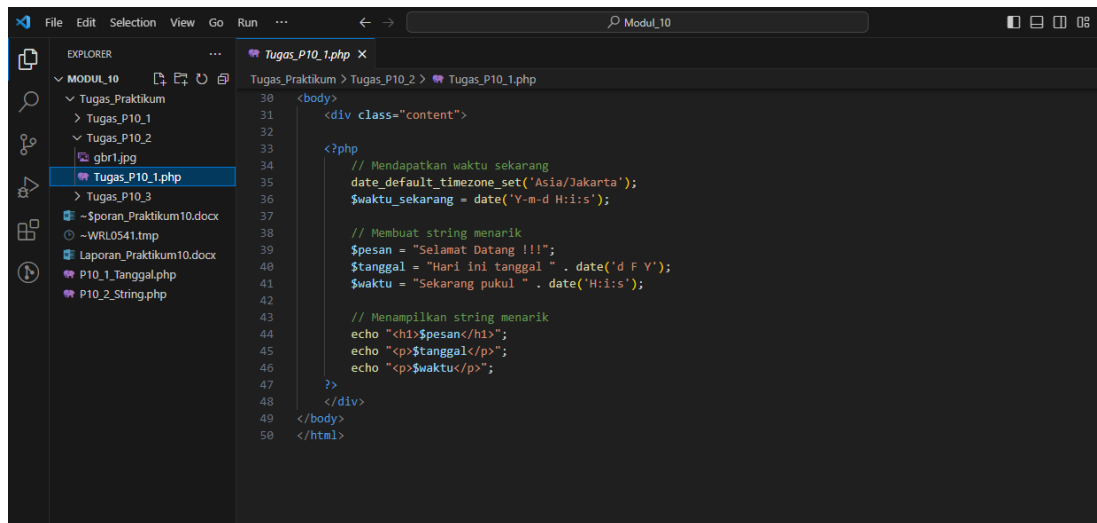 File Edit Selection View Go Run ··· ← → Modul_10
EXPLORER ···
MODUL_10
Tugas_Praktikum
> Tugas_P10_1
Tugas_P10_2
gbr1.jpg
Tugas_P10_1.php
> Tugas_P10_3
~$poran_Praktikum10.docx
~WRL0541.tmp
Laporan_Praktikum10.docx
P10_1_Tanggal.php
P10_2_String.php
Tugas_P10_1.php ×
Tugas_Praktikum > Tugas_P10_2 > Tugas_P10_1.php
30 <body>
31     <div class="content">
32
33     <?php
34         // Mendapatkan waktu sekarang
35         date_default_timezone_set('Asia/Jakarta');
36         $waktu_sekarang = date('Y-m-d H:i:s');
37
38         // Membuat string menarik
39         $pesan = "Selamat Datang !!!";
40         $tanggal = "Hari ini tanggal " . date('d F Y');
41         $waktu = "Sekarang pukul " . date('H:i:s');
42
43         // Menampilkan string menarik
44         echo "<h1>$pesan</h1>";
45         echo "<p>$tanggal</p>";
46         echo "<p>$waktu</p>";
47     ?>
48     </div>
49 </body>
50 </html>